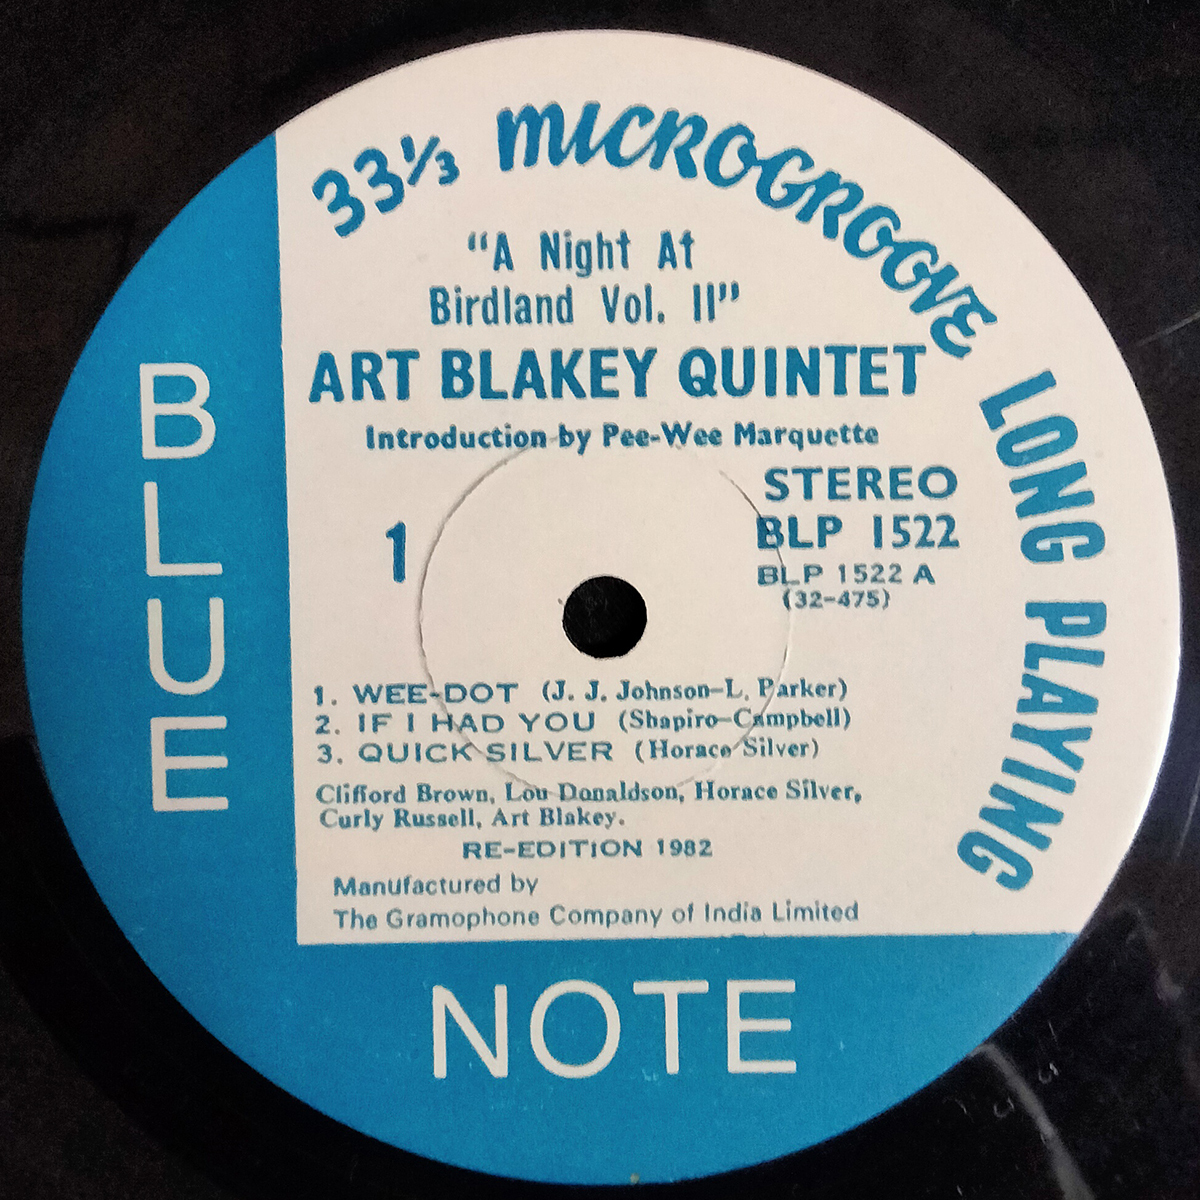 33⅓ MICROGROOVE LONG PLAYING
"A Night At
Birdland Vol. II"
ART BLAKEY QUINTET
Introduction by Pee-Wee Marquette
STEREO
BLP 1522
1
BLP 1522 A
(32-475)
1. WEE-DOT (J. J. Johnson-L. Parker)
2. IF I HAD YOU (Shapiro-Campbell)
3. QUICK SILVER (Horace Silver)
Clifford Brown, Lou Donaldson, Horace Silver,
Curly Russell, Art Blakey.
RE-EDITION 1982
Manufactured by
The Gramophone Company of India Limited
BLUE
NOTE